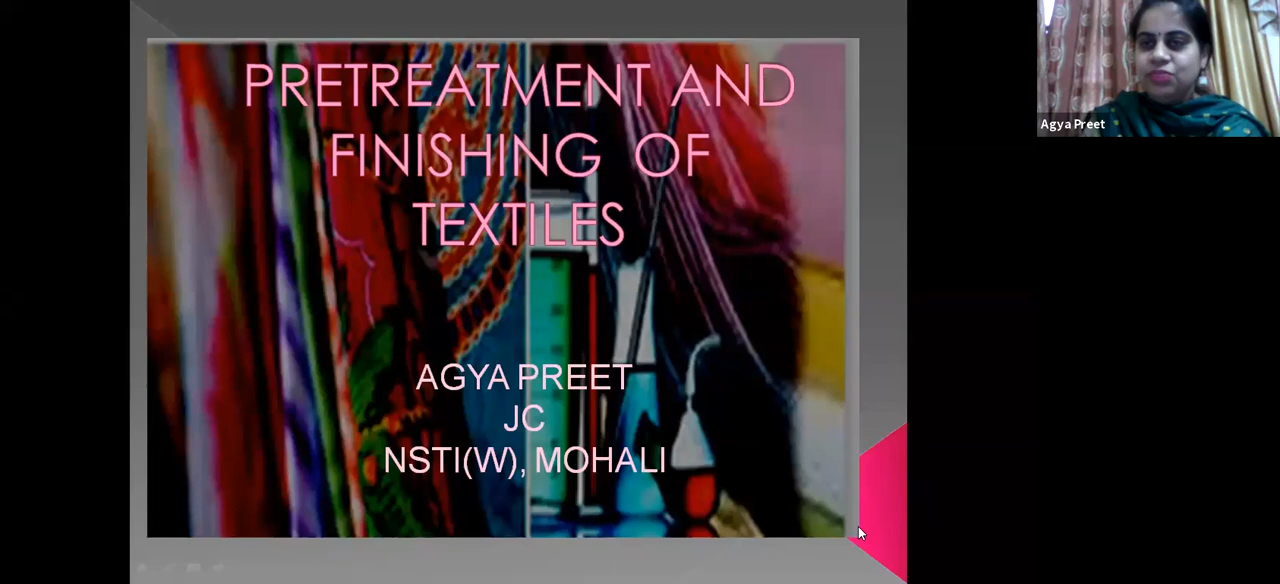 PRETREATMENT AND
FINISHING OF
TEXTILES
AGYA PREET
JC
NSTI(W), MOHALI
Agya Preet